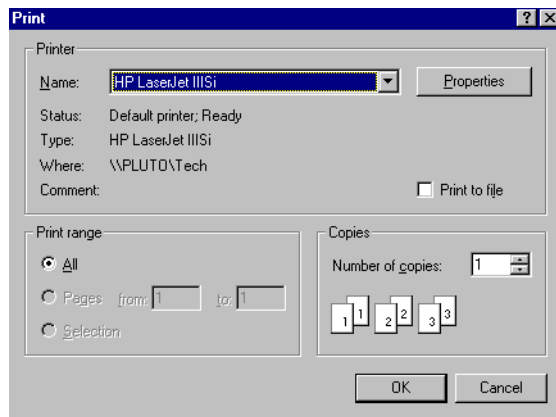 Print
Printer
Name: HP LaserJet IIISi Properties
Status: Default printer; Ready
Type: HP LaserJet IIISi
Where: \\PLUTO\Tech
Comment: Print to file
Print range
All
Pages from: 1 to: 1
Selection
Copies
Number of copies: 1
1 1 2 2 3 3
OK Cancel